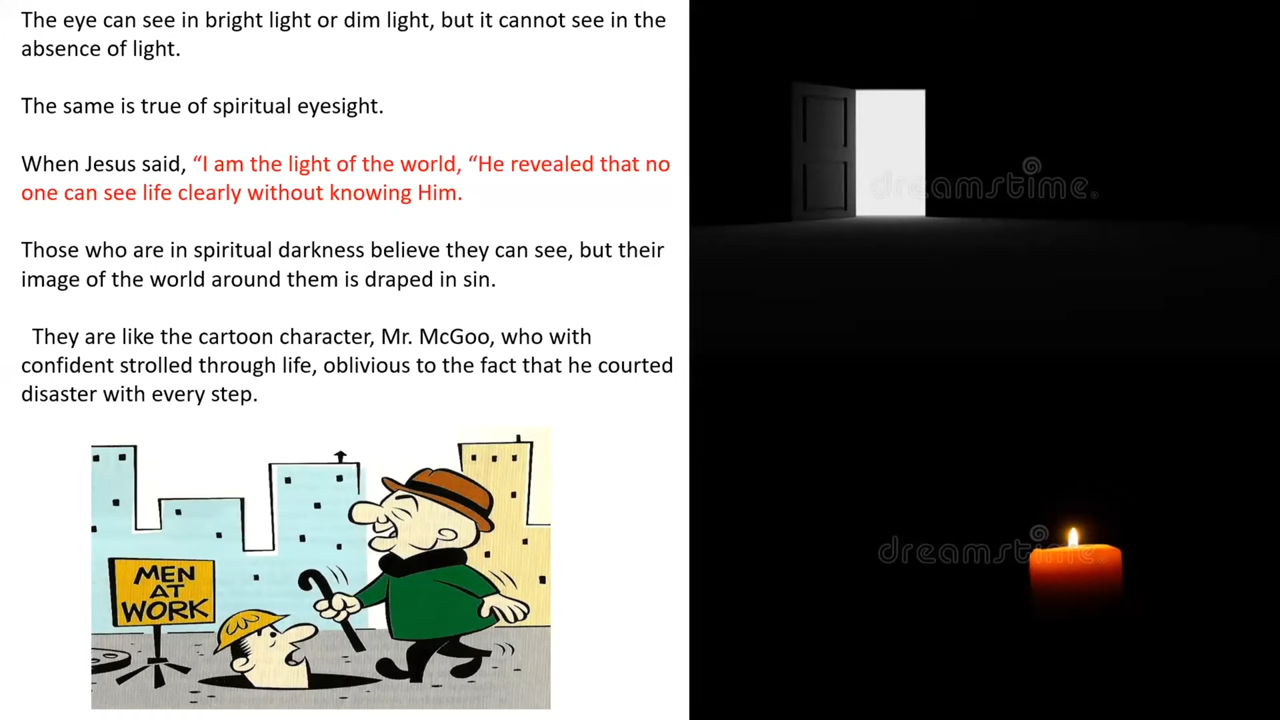 The eye can see in bright light or dim light, but it cannot see in the
absence of light.
The same is true of spiritual eyesight.
When Jesus said, “I am the light of the world, “He revealed that no
one can see life clearly without knowing Him.
Those who are in spiritual darkness believe they can see, but their
image of the world around them is draped in sin.
They are like the cartoon character, Mr. McGoo, who with
confident strolled through life, oblivious to the fact that he courted
disaster with every step.
MEN
AT
WORK
dreamstime.
dreamstime.